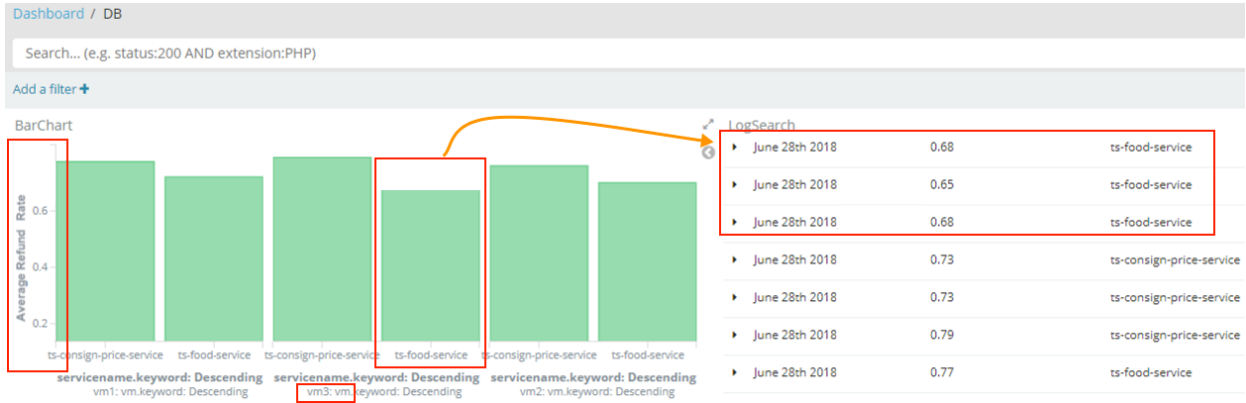 Dashboard / DB
Search... (e.g. status:200 AND extension:PHP)
Add a filter +
BarChart
Average Refund Rate
0.6
0.4
0.2
ts-consign-price-service ts-food-service ts-consign-price-service ts-food-service ts-consign-price-service ts-food-service
servicename.keyword: Descending servicename.keyword: Descending servicename.keyword: Descending
vm1: vm.keyword: Descending vm3: vm.keyword: Descending vm2: vm.keyword: Descending
LogSearch
June 28th 2018 0.68 ts-food-service
June 28th 2018 0.65 ts-food-service
June 28th 2018 0.68 ts-food-service
June 28th 2018 0.73 ts-consign-price-service
June 28th 2018 0.73 ts-consign-price-service
June 28th 2018 0.79 ts-consign-price-service
June 28th 2018 0.77 ts-food-service